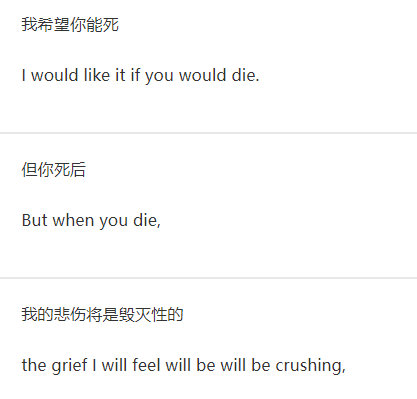 我希望你能死
I would like it if you would die.
但你死后
But when you die,
我的悲伤将是毁灭性的
the grief I will feel will be will be crushing,